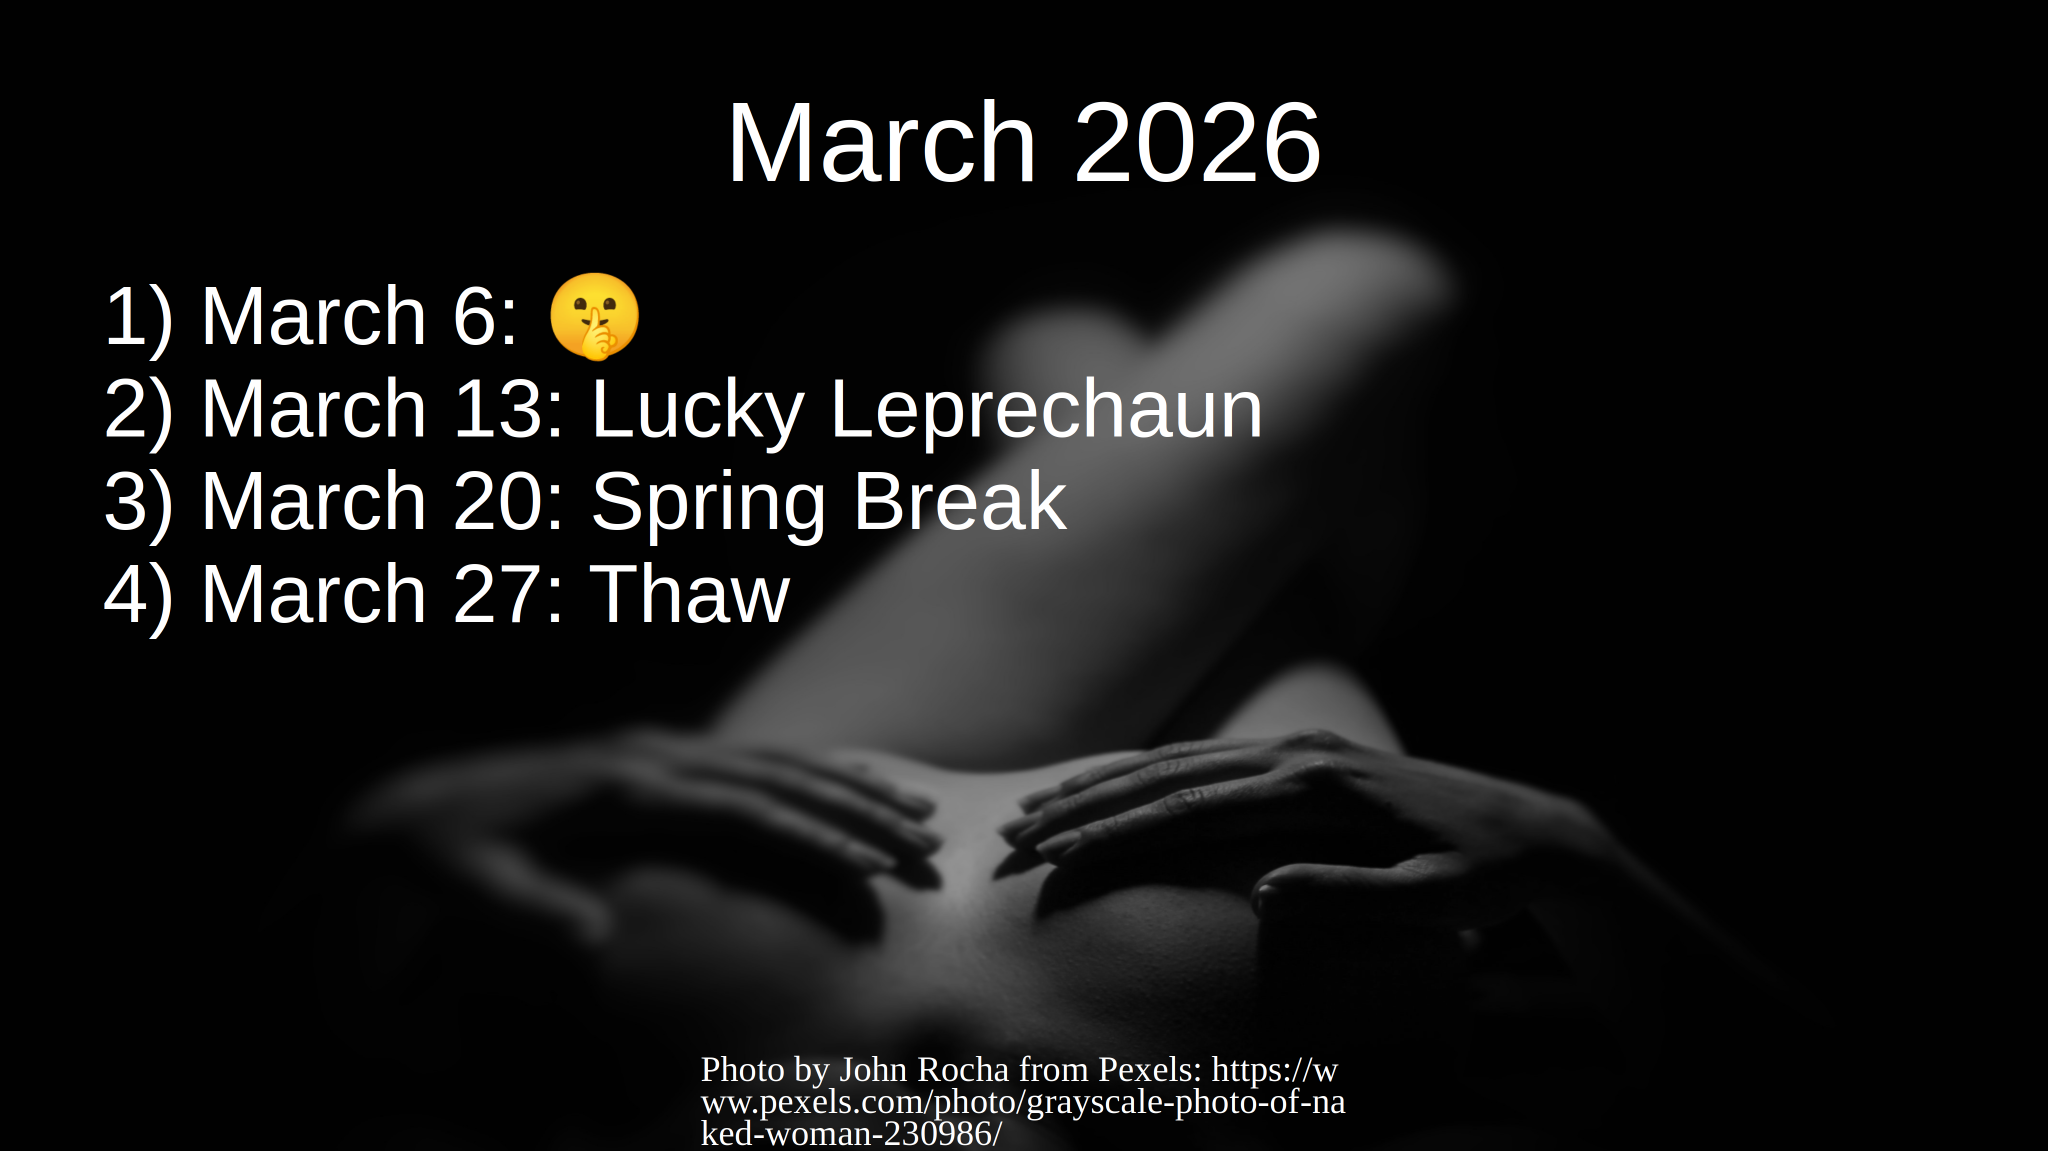 March 2026
1) March 6: 🤫
2) March 13: Lucky Leprechaun
3) March 20: Spring Break
4) March 27: Thaw
Photo by John Rocha from Pexels: https://w
ww.pexels.com/photo/grayscale-photo-of-na
ked-woman-230986/